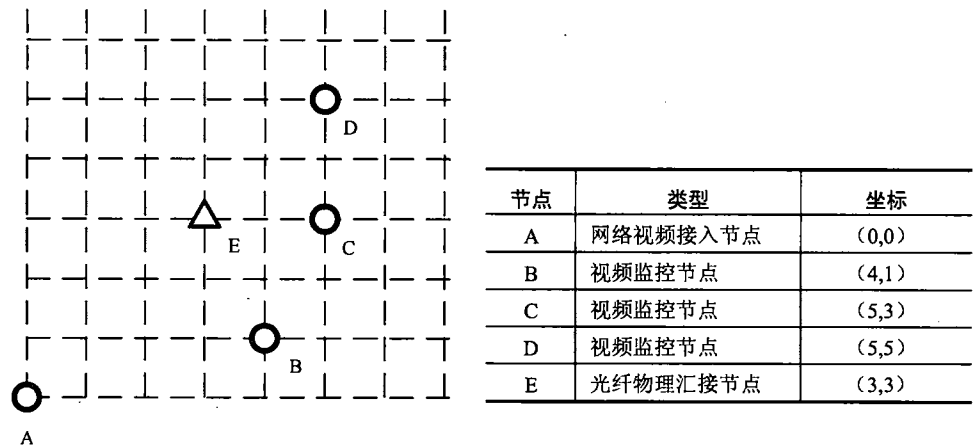 D
E
C
B
A
节点 类型 坐标
A 网络视频接入节点 (0,0)
B 视频监控节点 (4,1)
C 视频监控节点 (5,3)
D 视频监控节点 (5,5)
E 光纤物理汇接节点 (3,3)